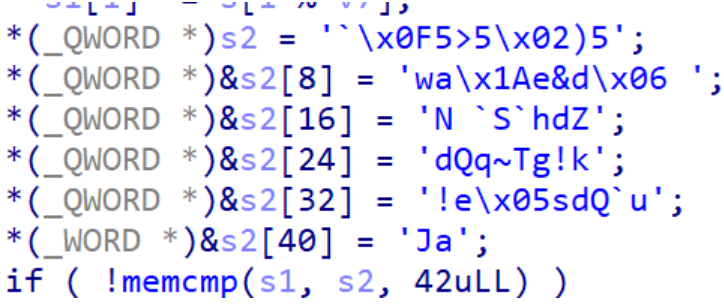 s1[i] ^= s[i % v7];
*(_QWORD *)s2 = '`\x0F5>5\x02)5';
*(_QWORD *)&s2[8] = 'wa\x1Ae&d\x06 ';
*(_QWORD *)&s2[16] = 'N `S`hdZ';
*(_QWORD *)&s2[24] = 'dQq~Tg!k';
*(_QWORD *)&s2[32] = '!e\x05sdQ`u';
*(_WORD *)&s2[40] = 'Ja';
if ( !memcmp(s1, s2, 42uLL) )